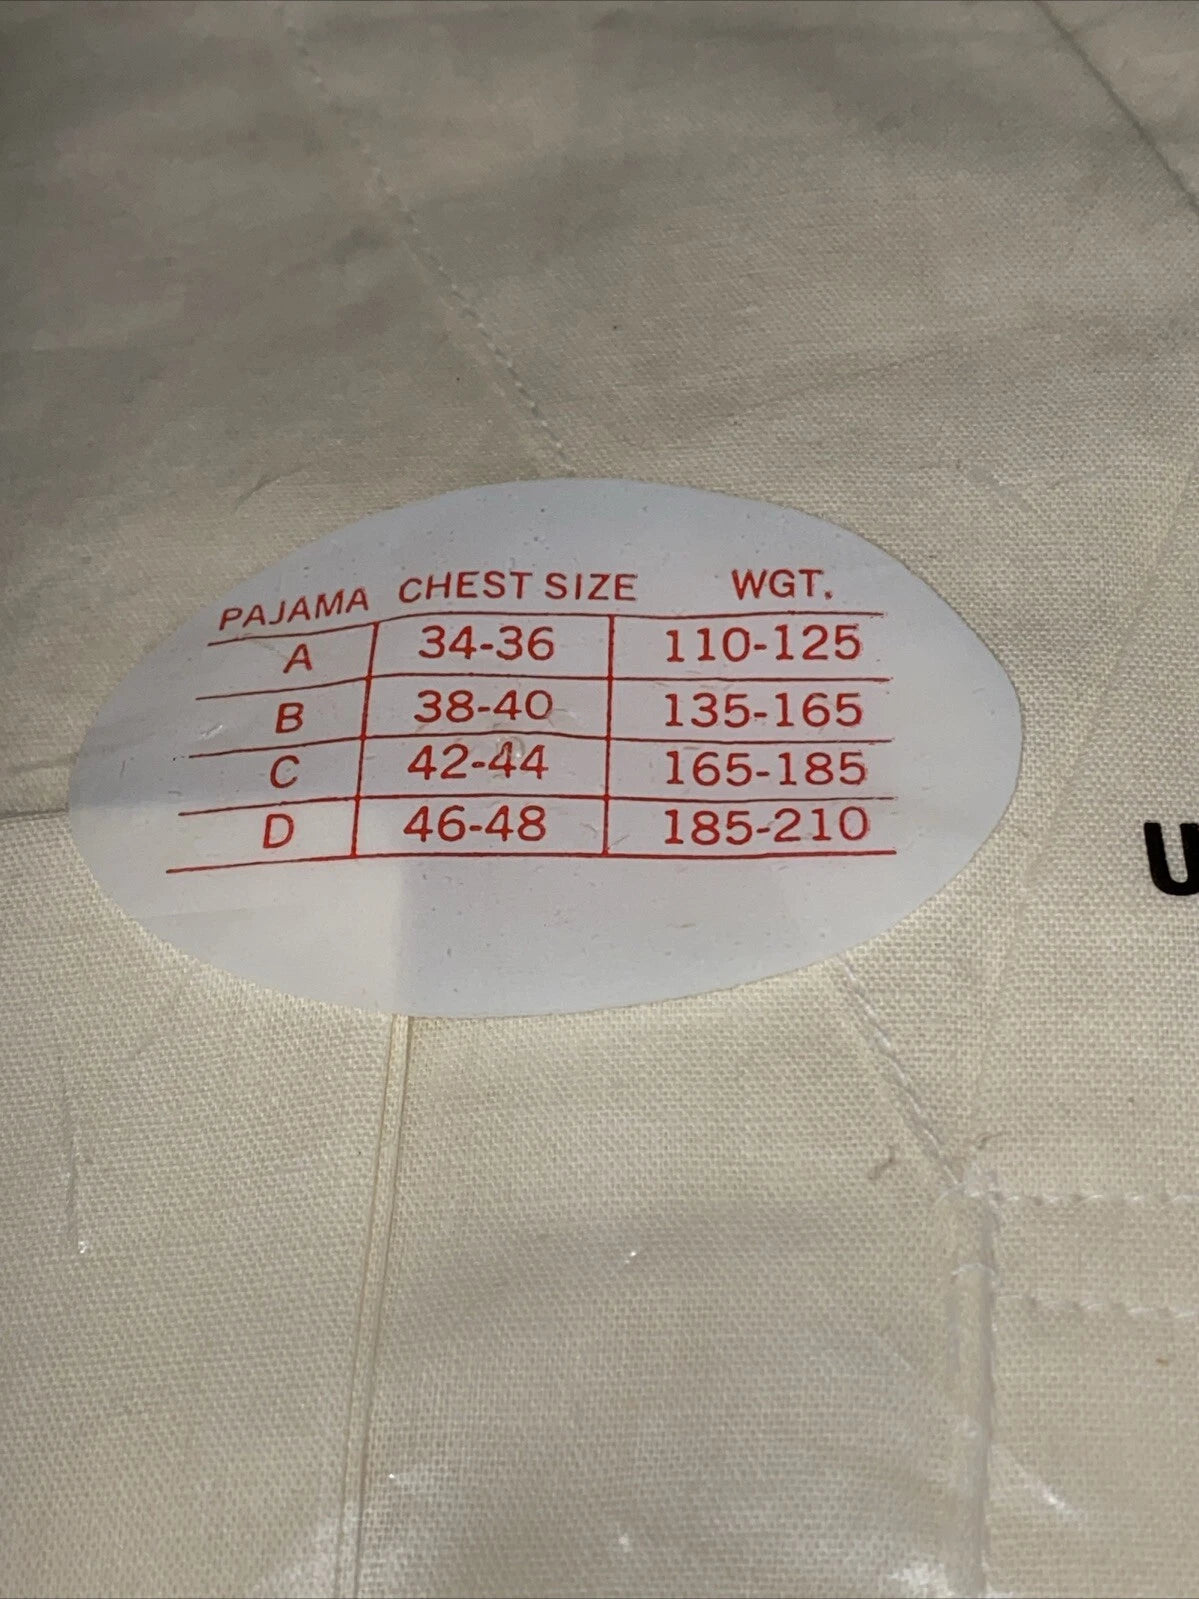 PAJAMA CHEST SIZE WGT.
A 34-36 110-125
B 38-40 135-165
C 42-44 165-185
D 46-48 185-210
U